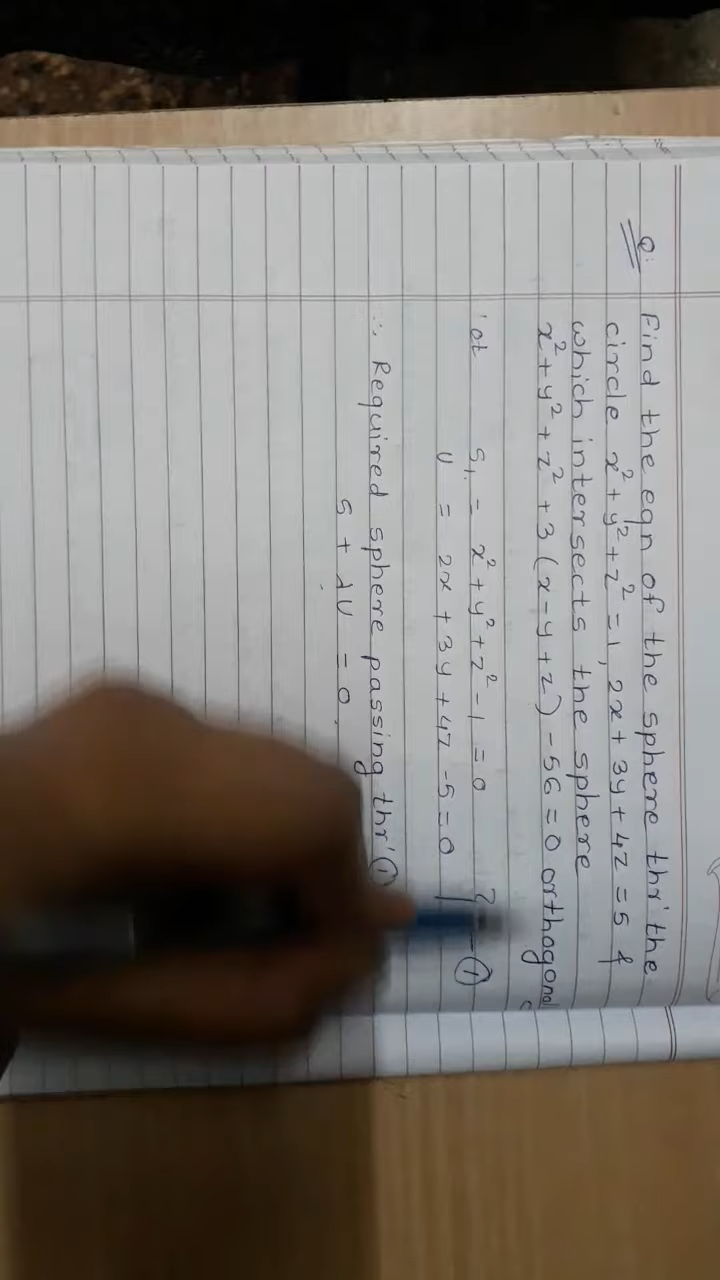 Q: Find the eqn of the sphere thr' the
circle x² + y² + z² = 1, 2x + 3y + 4z = 5 &
which intersects the sphere
x² + y² + z² + 3 (x - y + z) - 56 = 0 orthogonal
S₁ = x² + y² + z² - 1 = 0
U = 2x + 3y + 4z - 5 = 0 } — ①
∴ Required sphere passing thr' ①
S + λU = 0